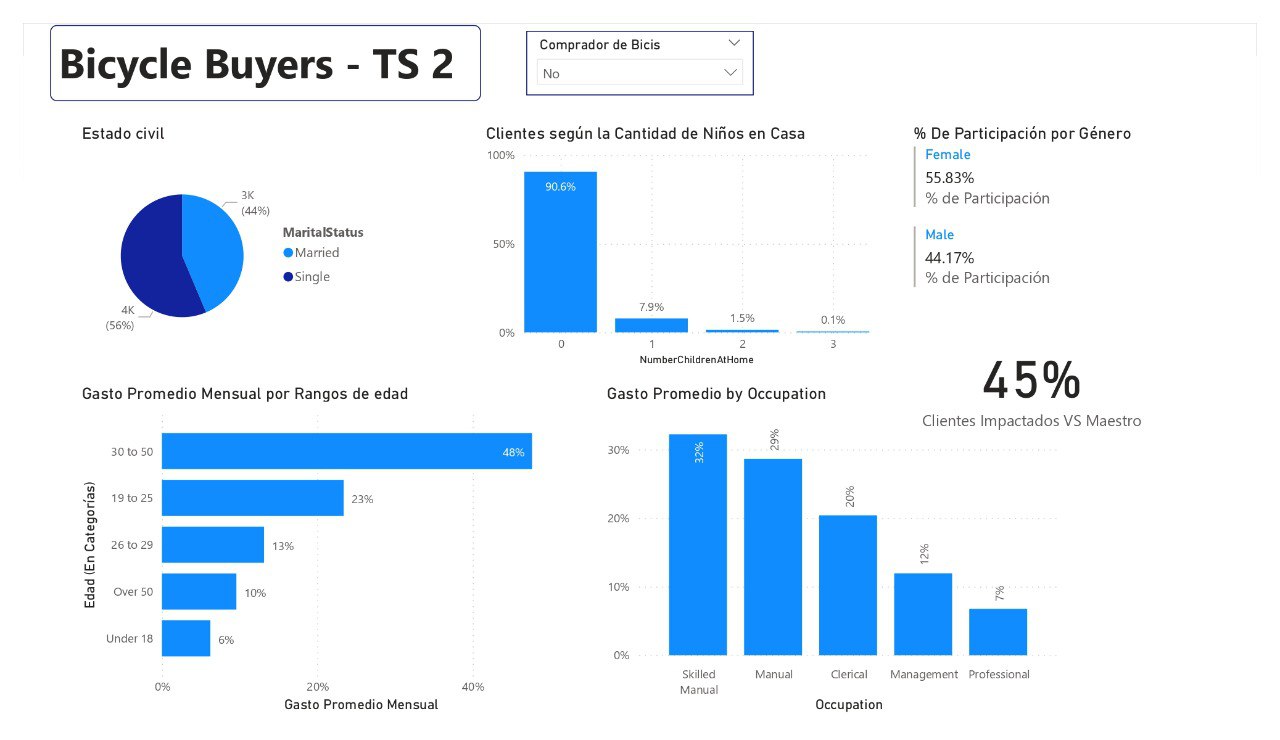 Bicycle Buyers - TS 2
Comprador de Bicis
No
Estado civil
3K
(44%)
4K
(56%)
MaritalStatus
Married
Single
Clientes según la Cantidad de Niños en Casa
100%
50%
0%
90.6%
7.9%
1.5%
0.1%
0
1
2
3
NumberChildrenAtHome
% De Participación por Género
Female
55.83%
% de Participación
Male
44.17%
% de Participación
45%
Clientes Impactados VS Maestro
Gasto Promedio Mensual por Rangos de edad
Edad (En Categorías)
30 to 50
48%
19 to 25
23%
26 to 29
13%
Over 50
10%
Under 18
6%
0%
20%
40%
Gasto Promedio Mensual
Gasto Promedio by Occupation
30%
20%
10%
0%
32%
29%
20%
12%
7%
Skilled
Manual
Manual
Clerical
Management
Professional
Occupation